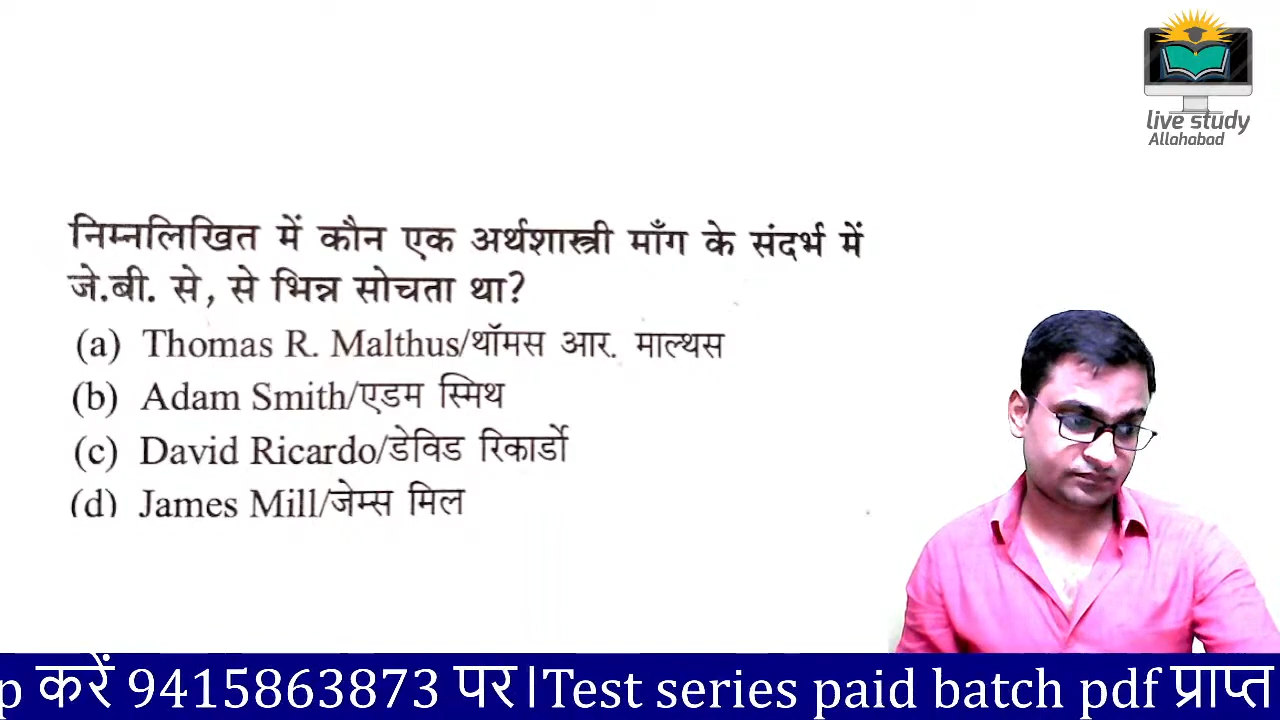 live study
Allahabad
निम्नलिखित में कौन एक अर्थशास्त्री माँग के संदर्भ में
जे.बी. से, से भिन्न सोचता था?
(a) Thomas R. Malthus/थॉमस आर. माल्थस
(b) Adam Smith/एडम स्मिथ
(c) David Ricardo/डेविड रिकार्डो
(d) James Mill/जेम्स मिल
p करें 9415863873 पर।Test series paid batch pdf प्राप्त